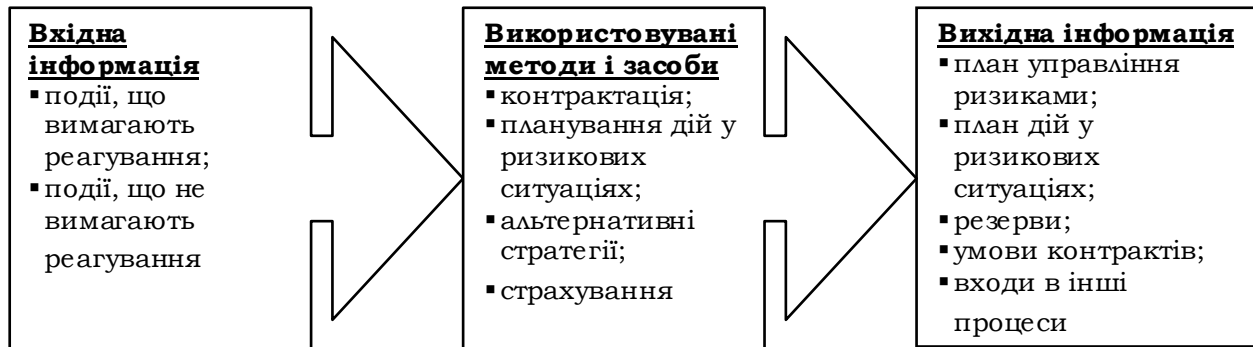 Вхідна
інформація
▪ події, що
вимагають
реагування;
▪ події, що не
вимагають
реагування
Використовувані
методи і засоби
▪ контрактація;
▪ планування дій у
ризикових
ситуаціях;
▪ альтернативні
стратегії;
▪ страхування
Вихідна інформація
▪ план управління
ризиками;
▪ план дій у
ризикових
ситуаціях;
▪ резерви;
▪ умови контрактів;
▪ входи в інші
процеси